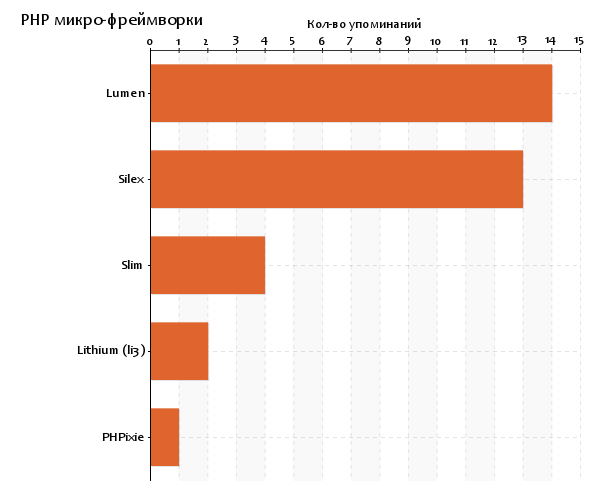 PHP микро-фреймворки
Кол-во упоминаний
0 1 2 3 4 5 6 7 8 9 10 11 12 13 14 15
Lumen
Silex
Slim
Lithium (li3)
PHPixie